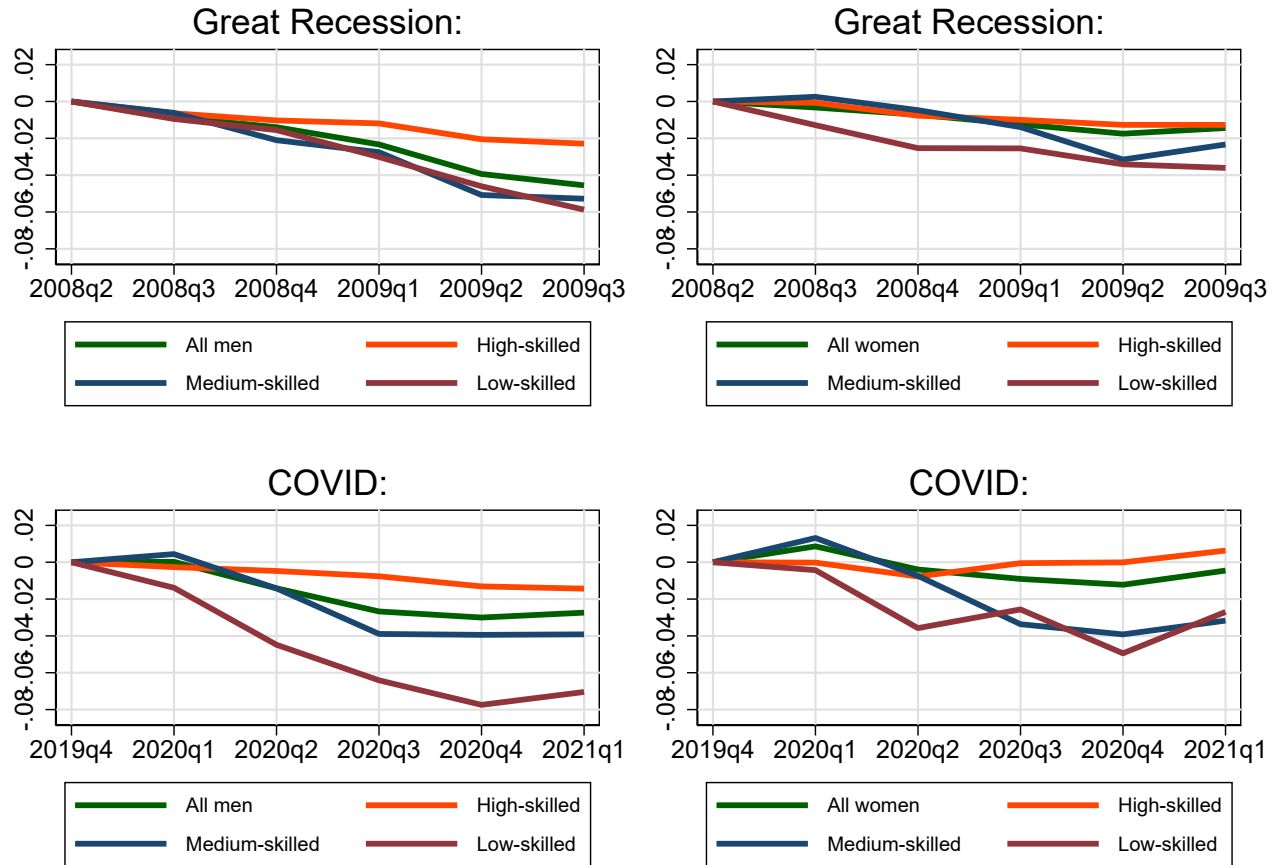 Great Recession:
.02
0
-.02
-.04
-.06
-.08
2008q2 2008q3 2008q4 2009q1 2009q2 2009q3
All men High-skilled
Medium-skilled Low-skilled
Great Recession:
.02
0
-.02
-.04
-.06
-.08
2008q2 2008q3 2008q4 2009q1 2009q2 2009q3
All women High-skilled
Medium-skilled Low-skilled
COVID:
.02
0
-.02
-.04
-.06
-.08
2019q4 2020q1 2020q2 2020q3 2020q4 2021q1
All men High-skilled
Medium-skilled Low-skilled
COVID:
.02
0
-.02
-.04
-.06
-.08
2019q4 2020q1 2020q2 2020q3 2020q4 2021q1
All women High-skilled
Medium-skilled Low-skilled